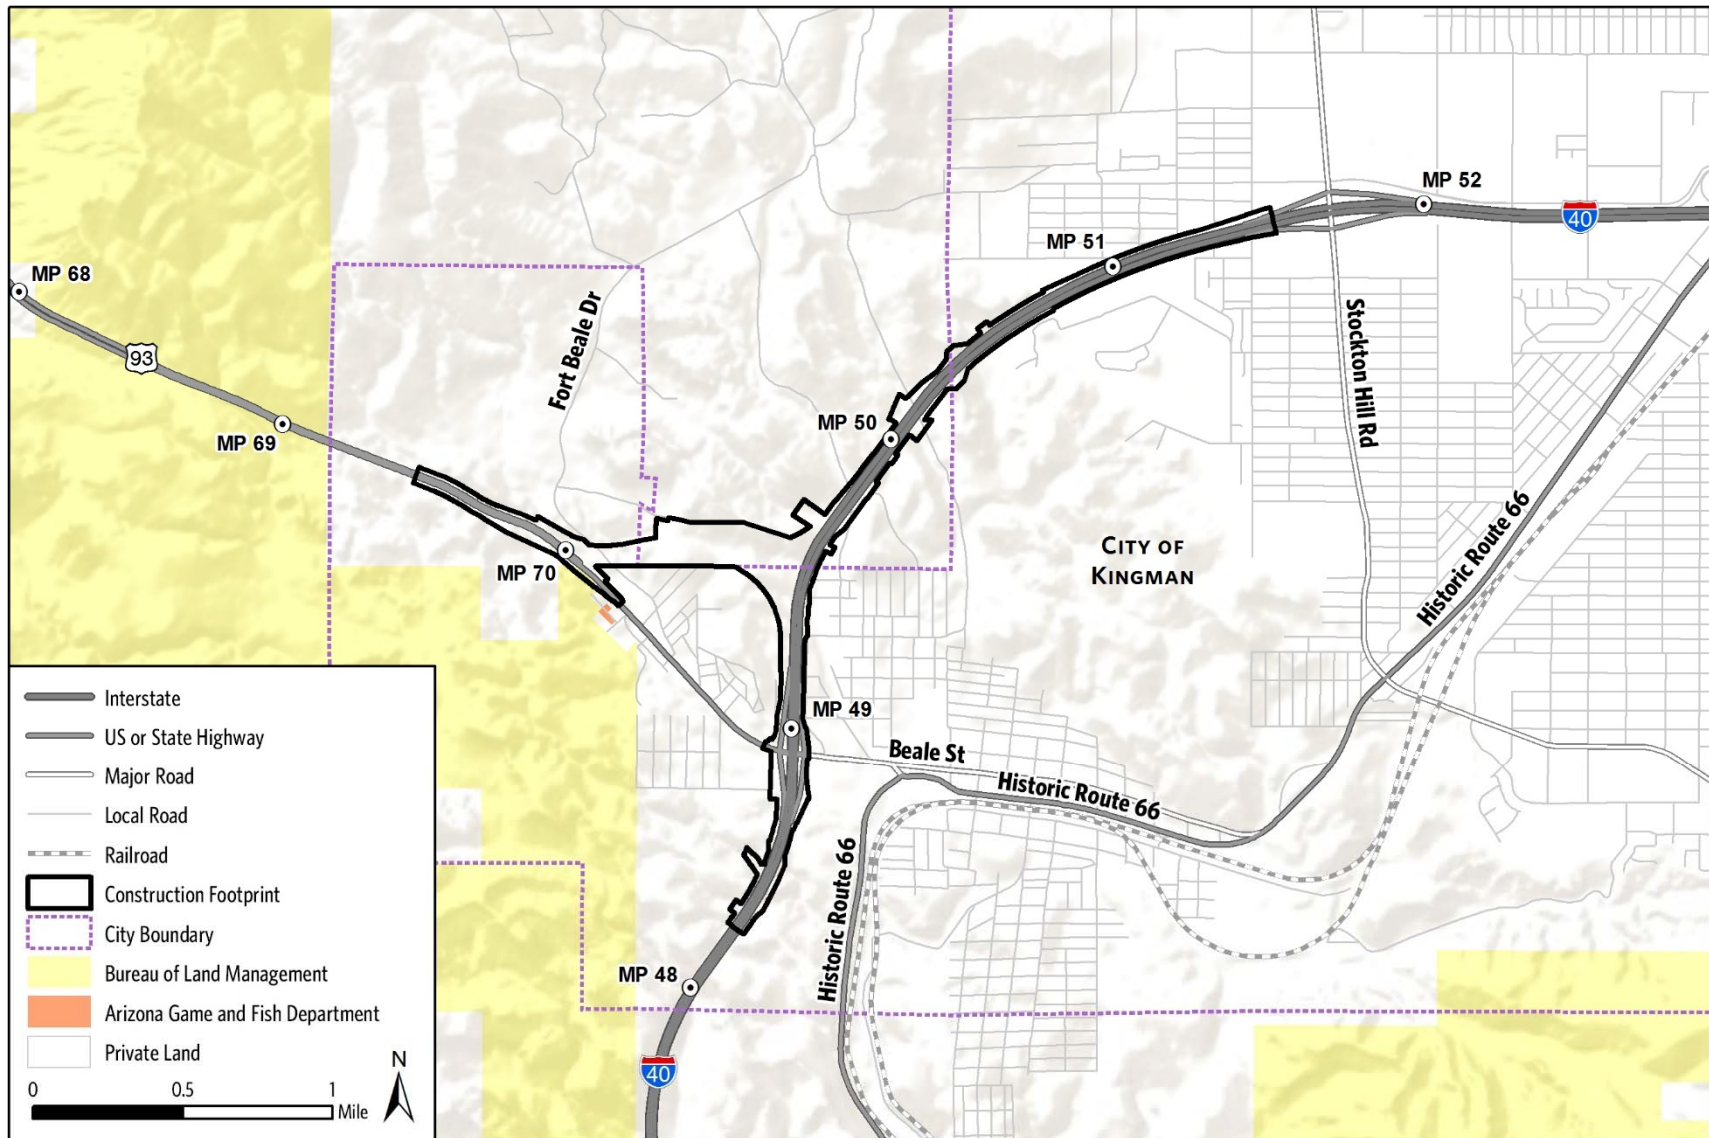 MP 52
40
MP 51
MP 68
93
Fort Beale Dr
Stockton Hill Rd
MP 69
MP 50
Historic Route 66
CITY OF
KINGMAN
MP 70
MP 49
Beale St
Historic Route 66
Historic Route 66
MP 48
40
Interstate
US or State Highway
Major Road
Local Road
Railroad
Construction Footprint
City Boundary
Bureau of Land Management
Arizona Game and Fish Department
Private Land
N
0 0.5 1
Mile